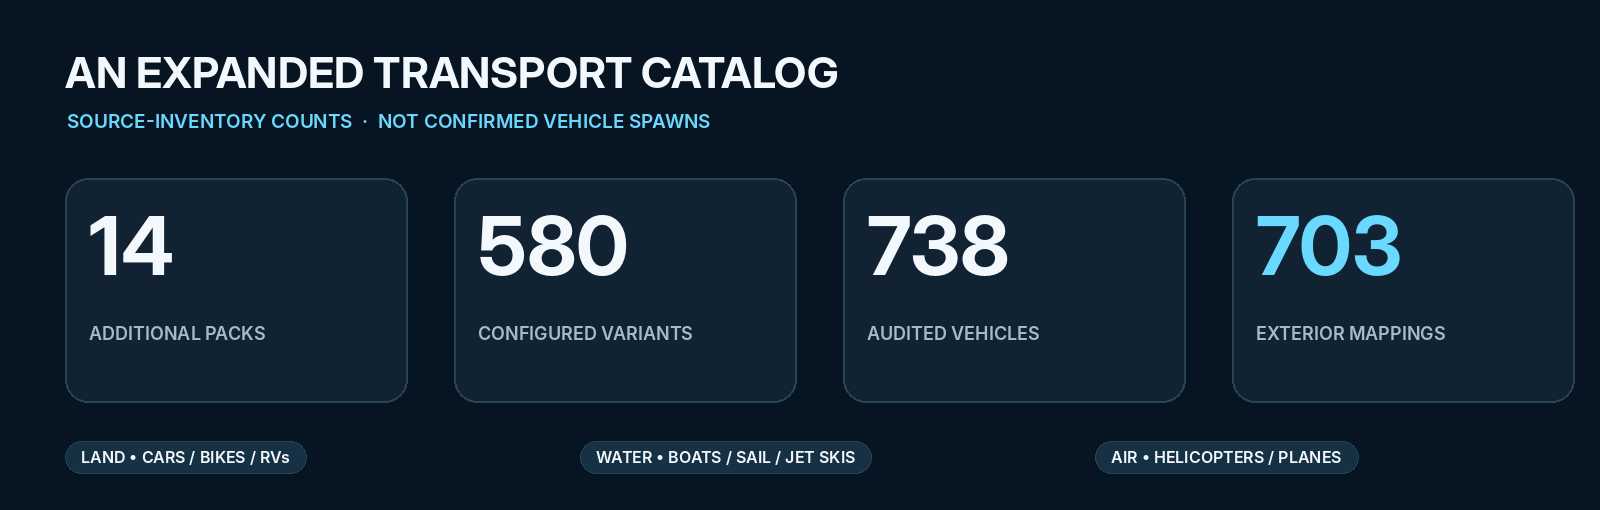 AN EXPANDED TRANSPORT CATALOG
SOURCE-INVENTORY COUNTS · NOT CONFIRMED VEHICLE SPAWNS
14
ADDITIONAL PACKS
580
CONFIGURED VARIANTS
738
AUDITED VEHICLES
703
EXTERIOR MAPPINGS
LAND • CARS / BIKES / RVs
WATER • BOATS / SAIL / JET SKIS
AIR • HELICOPTERS / PLANES